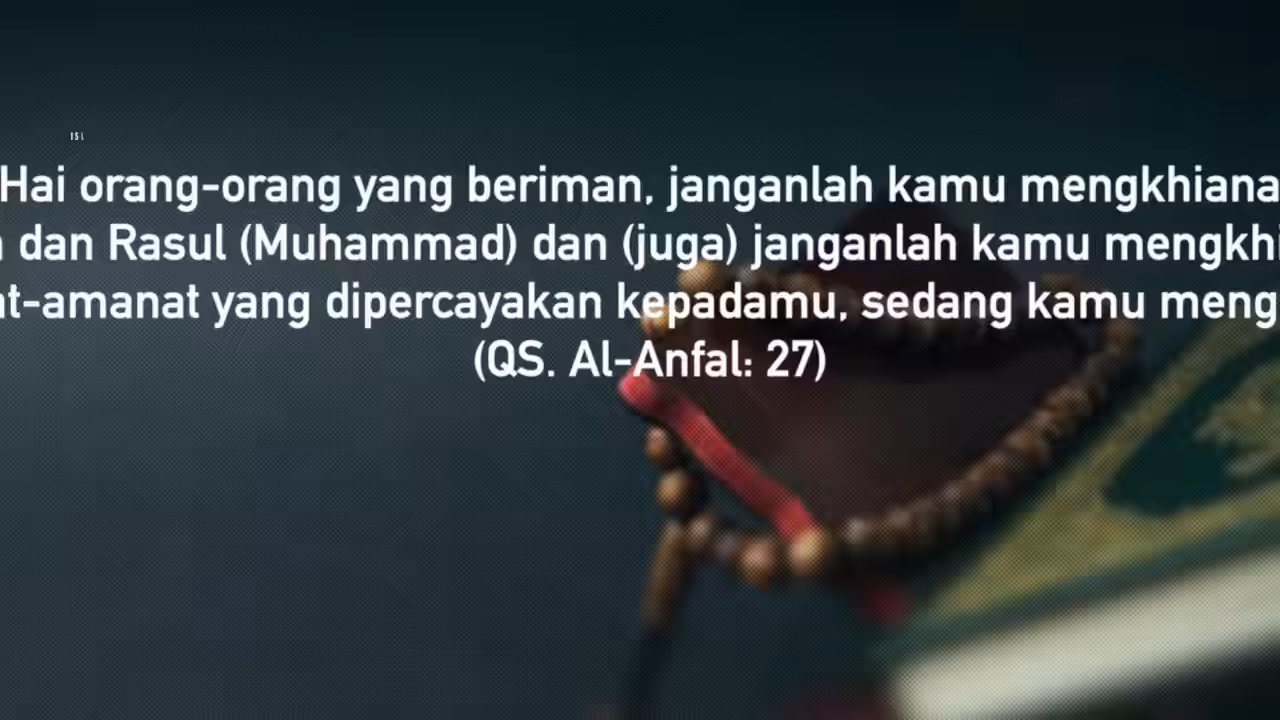 ISL
Hai orang-orang yang beriman, janganlah kamu mengkhiana
dan Rasul (Muhammad) dan (juga) janganlah kamu mengkhi
at-amanat yang dipercayakan kepadamu, sedang kamu meng
(QS. Al-Anfal: 27)